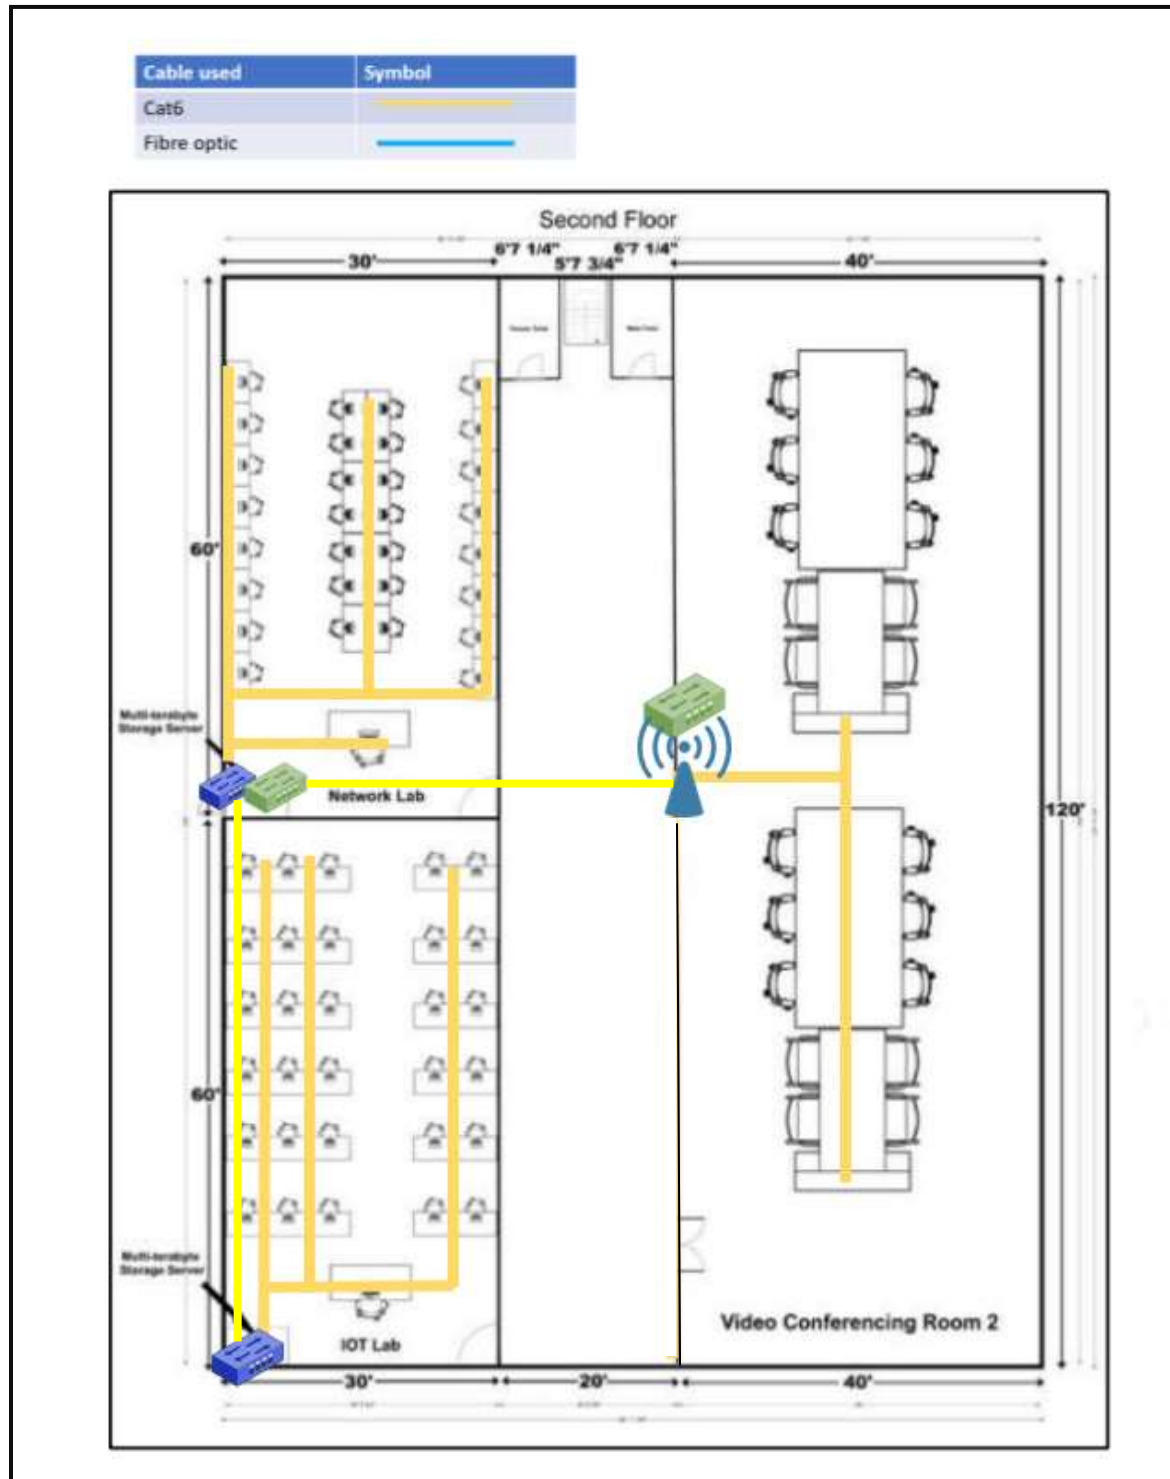 Cable used Symbol
Cat6
Fibre optic
Second Floor
6'7 1/4" 6'7 1/4"
30' 5'7 3/4" 40'
60'
Multi-terabyte
Storage Server
Network Lab
120'
60'
Multi-terabyte
Storage Server
Video Conferencing Room 2
IOT Lab
30' 20' 40'